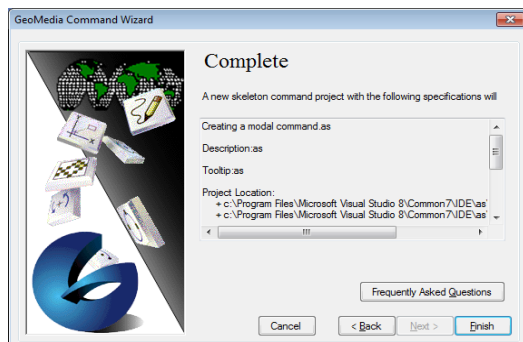 GeoMedia Command Wizard
Complete
A new skeleton command project with the following specifications will
Creating a modal command.as
Description:as
Tooltip:as
Project Location:
+ c:\Program Files\Microsoft Visual Studio 8\Common7\IDE\as'
+ c:\Program Files\Microsoft Visual Studio 8\Common7\IDE\as'
Frequently Asked Questions
Cancel
< Back
Next >
Finish